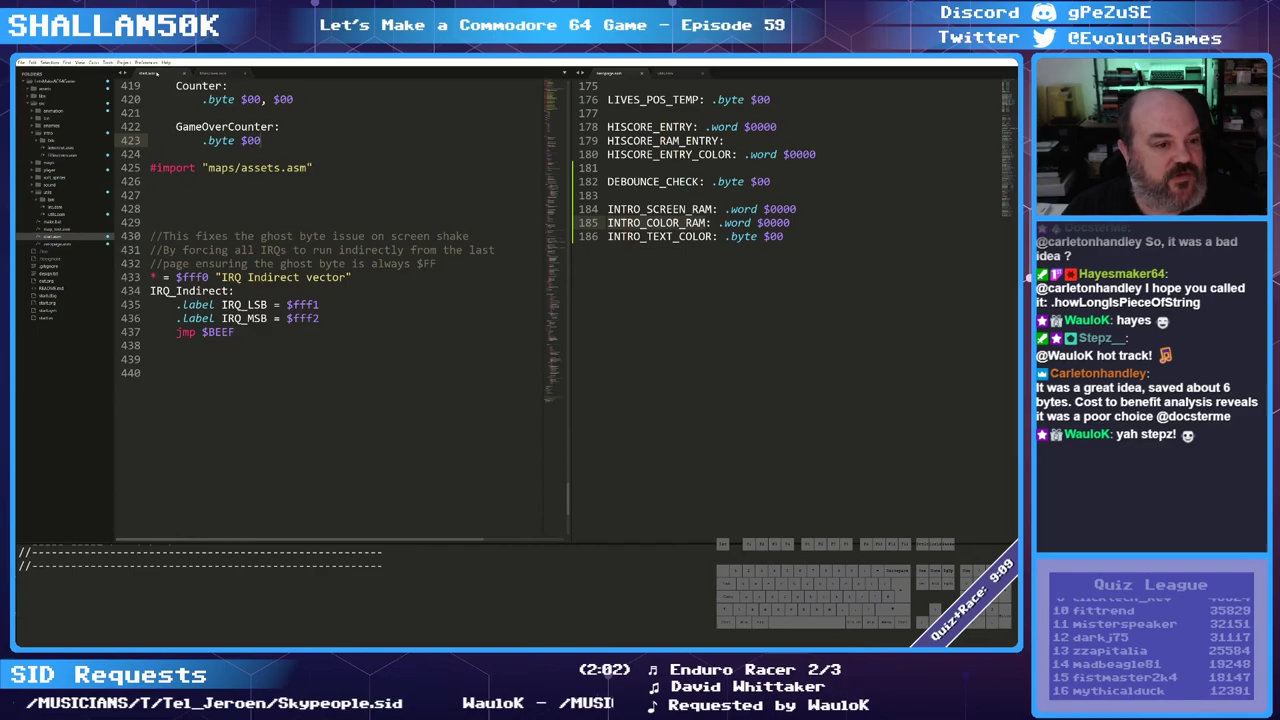 SHALLAN50K
Let's Make a Commodore 64 Game - Episode 59
Discord gPeZuSE
Twitter @EvoluteGames
FOLDERS
419 Counter:
420 .byte $00, $00
421
422 GameOverCounter:
423 .byte $00
424
425 #import "maps/assets.asm"
426
427
428
429
430 //This fixes the ghost byte issue on screen shake
431 //By forcing all IRQs to run indirectly from the last
432 //page ensuring the ghost byte is always $FF
433 * = $fff0 "IRQ Indirect vector"
434 IRQ_Indirect:
435 .label IRQ_LSB = $fff1
436 .label IRQ_MSB = $fff2
437 jmp $BEEF
438
439
440
175
176 LIVES_POS_TEMP: .byte $00
177
178 HISCORE_ENTRY: .word $0000
179 HISCORE_RAM_ENTRY:
180 HISCORE_ENTRY_COLOR: .word $0000
181
182 DEBOUNCE_CHECK: .byte $00
183
184 INTRO_SCREEN_RAM: .word $0000
185 INTRO_COLOR_RAM: .word $0000
186 INTRO_TEXT_COLOR: .byte $00
//--------------------------------------------------------
//--------------------------------------------------------
Quiz+Race: 9:09
Docsterme:
@carletonhandley So, it was a bad
idea ?
Hayesmaker64:
@carletonhandley I hope you called
it: .howLongIsPieceOfString
WauloK: hayes
Stepz__:
@WauloK hot track!
Carletonhandley:
It was a great idea, saved about 6
bytes. Cost to benefit analysis reveals
it was a poor choice @docsterme
WauloK: yah stepz!
Quiz League
10 fittrend 35829
11 misterspeaker 32151
12 darkj75 31117
13 zzapitalia 25584
14 madbeagle81 19248
15 fistmaster2k4 18147
16 mythicalduck 12391
SID Requests
(2:02) Enduro Racer 2/3
David Whittaker
Requested by WauloK
/MUSICIANS/T/Tel_Jeroen/Skypeople.sid WauloK - /MUSI